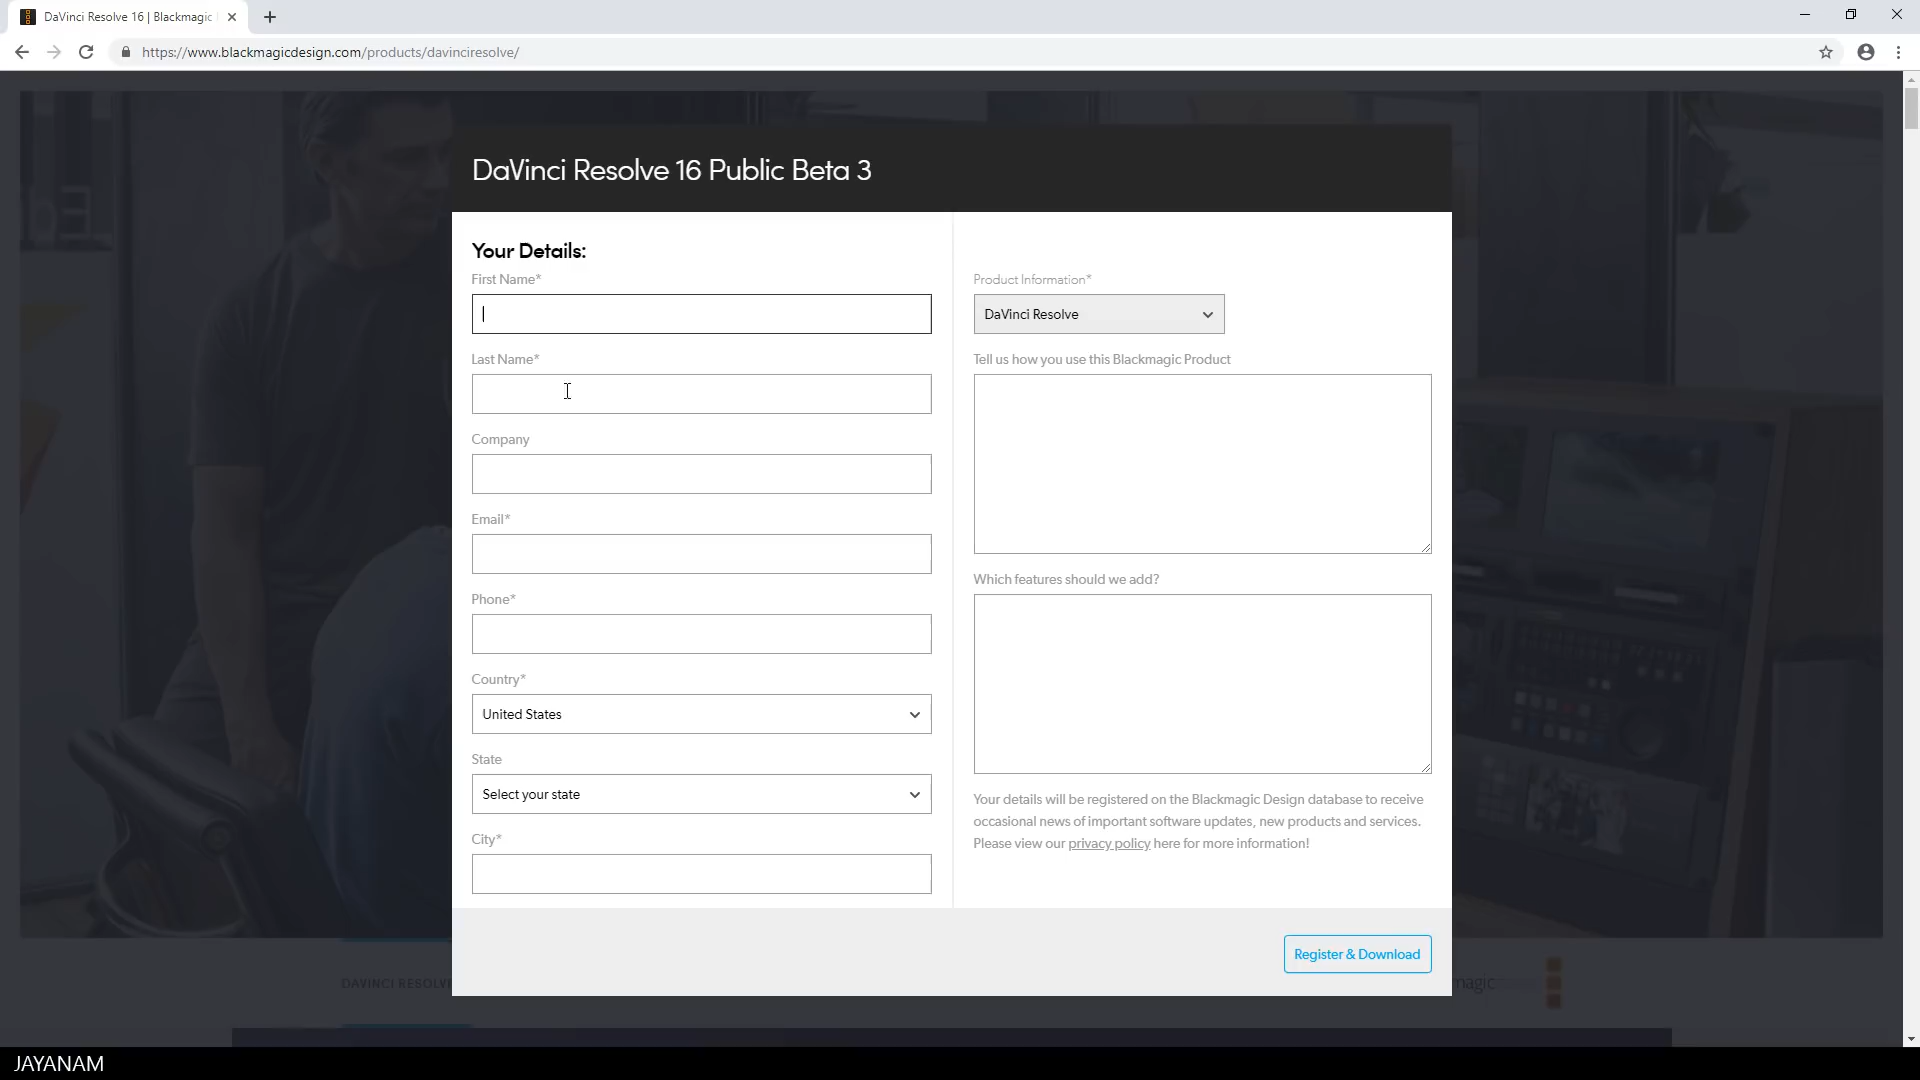 DaVinci Resolve 16 | Blackmagic
https://www.blackmagicdesign.com/products/davinciresolve/
DaVinci Resolve 16 Public Beta 3
Your Details:
First Name*
Last Name*
Company
Email*
Phone*
Country*
United States
State
Select your state
City*
Product Information*
DaVinci Resolve
Tell us how you use this Blackmagic Product
Which features should we add?
Your details will be registered on the Blackmagic Design database to receive
occasional news of important software updates, new products and services.
Please view our privacy policy here for more information!
Register & Download
DAVINCI RESOLV
magic
JAYANAM